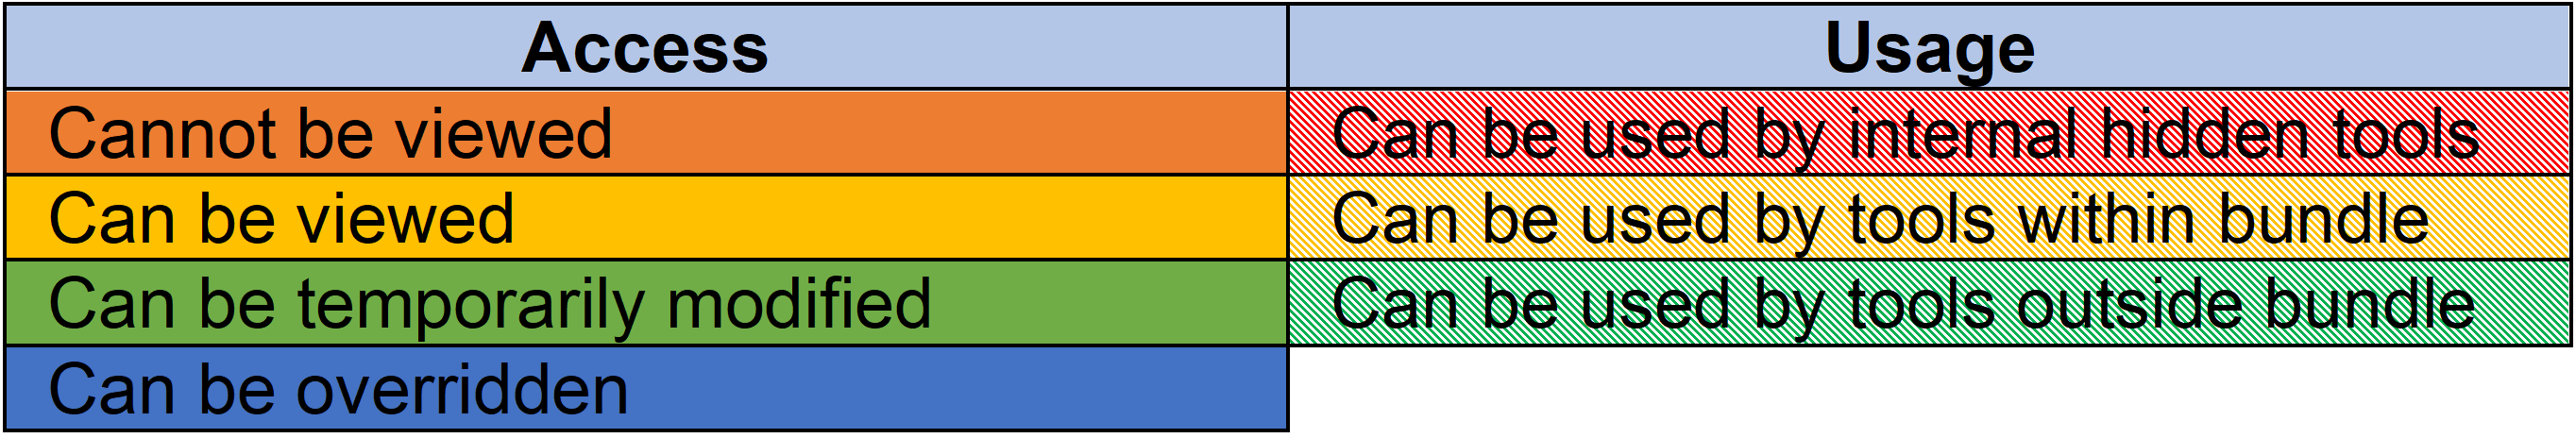 Access Usage
Cannot be viewed Can be used by internal hidden tools
Can be viewed Can be used by tools within bundle
Can be temporarily modified Can be used by tools outside bundle
Can be overridden